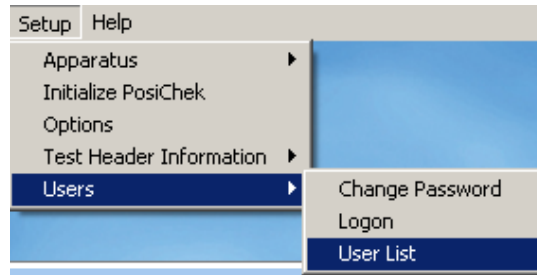 Setup Help
Apparatus
Initialize PosiChek
Options
Test Header Information
Users
Change Password
Logon
User List